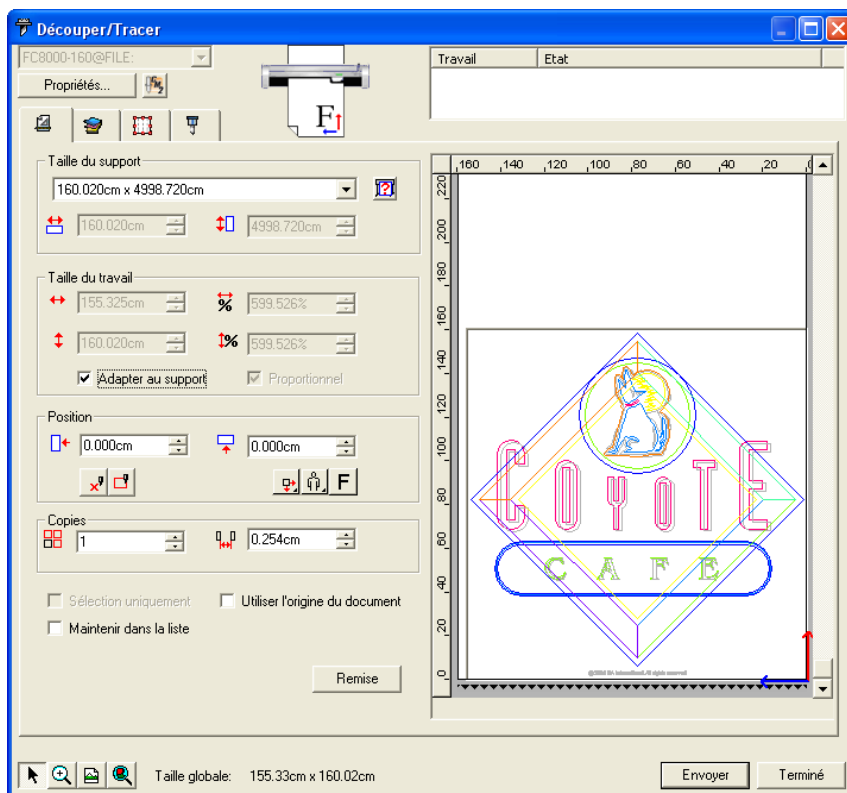 Découper/Tracer
FC8000-160@FILE:
Propriétés...
Travail Etat
F
Taille du support
160.020cm x 4998.720cm
160.020cm 4998.720cm
Taille du travail
155.325cm % 599.526%
160.020cm % 599.526%
Adapter au support Proportionnel
Position
0.000cm 0.000cm
F
Copies
1 0.254cm
Sélection uniquement Utiliser l'origine du document
Maintenir dans la liste
Remise
160 140 120 100 80 60 40 20 0
220
200
180
160
140
120
100
80
60
40
20
0
COYOTE
CAFE
Taille globale: 155.33cm x 160.02cm
Envoyer Terminé